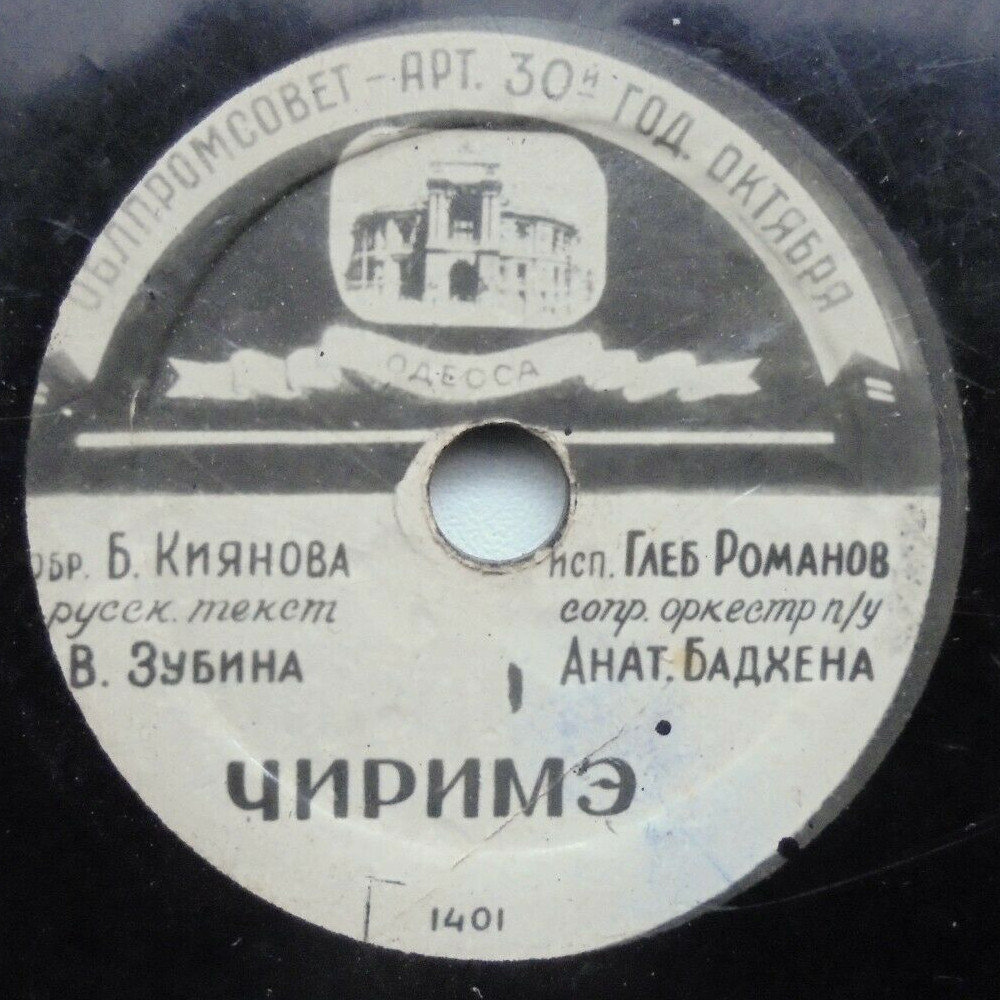 ОБЛПРОМСОВЕТ - АРТ. 30й ГОД. ОКТЯБРЯ
ОДЕССА
ОБР. Б. КИЯНОВА
русск. текст
В. ЗУБИНА
ИСП. ГЛЕБ РОМАНОВ
сопр. оркестр п/у
АНАТ. БАДХЕНА
ЧИРИМЭ
1401